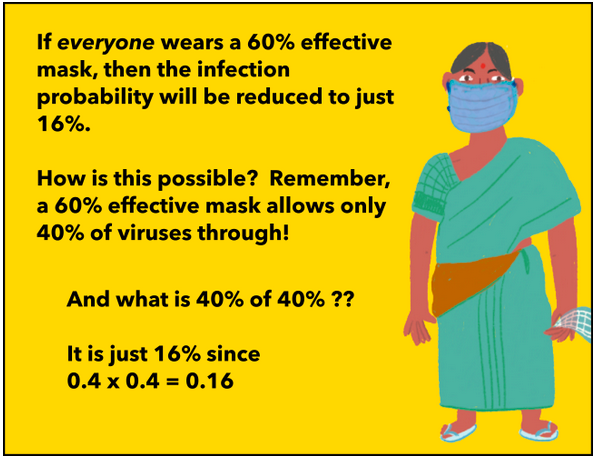 If everyone wears a 60% effective
mask, then the infection
probability will be reduced to just
16%.
How is this possible?  Remember,
a 60% effective mask allows only
40% of viruses through!
And what is 40% of 40% ??
It is just 16% since
0.4 x 0.4 = 0.16